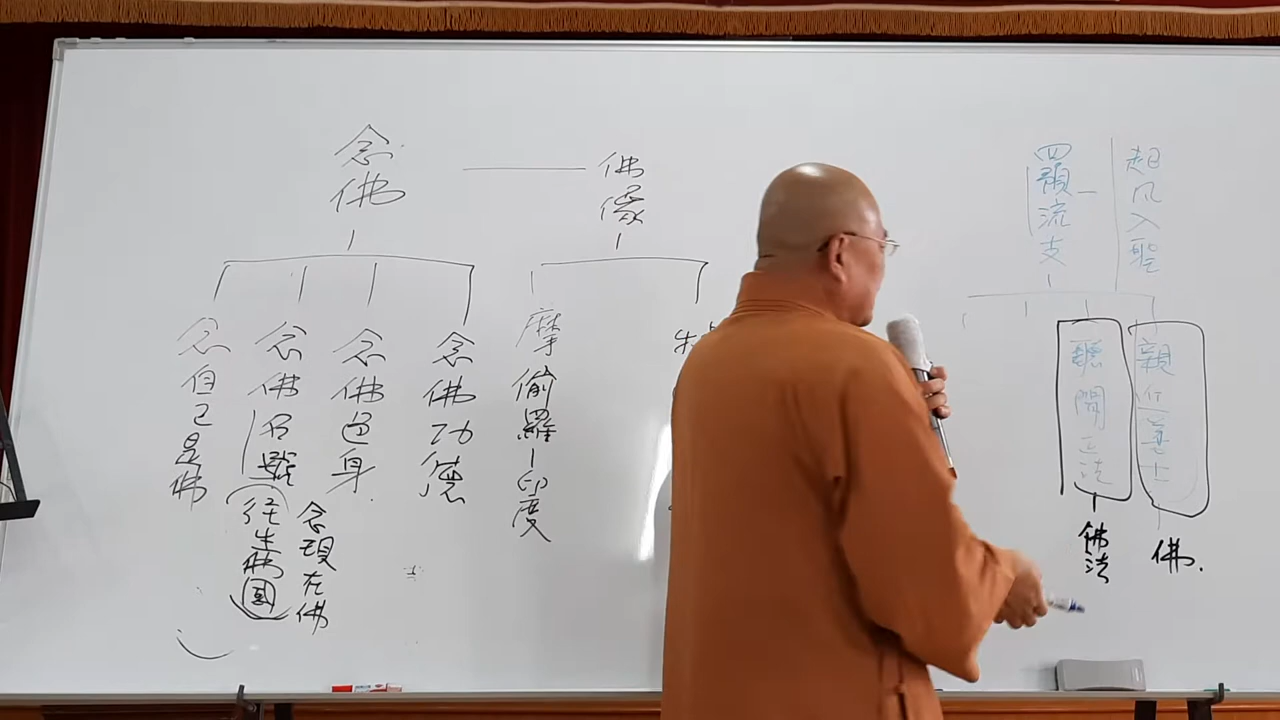 念佛
佛像
念自己是佛
念佛名號
往生佛國
念現在佛
念佛色身
念佛功德
摩偷羅-印度
四預流支
超凡入聖
聽聞正法
佛法
親近善士
佛.